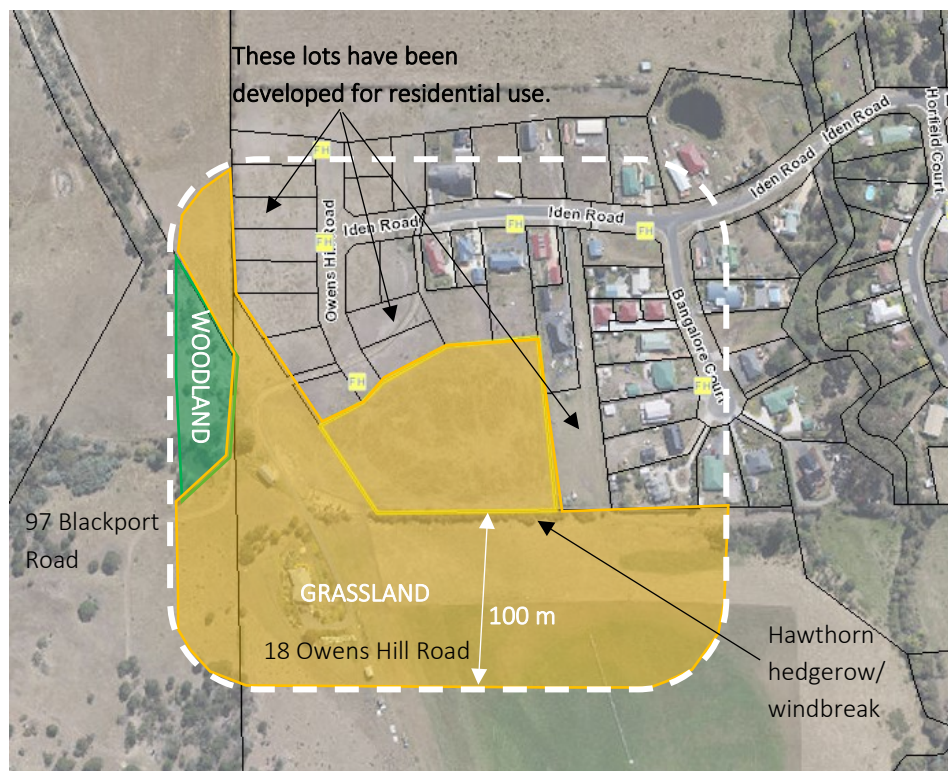 These lots have been
developed for residential use.
FH
Iden Road
Iden Road
Horfield Court
Owens Hill Road
Iden Road
FH
Iden Road
FH
FH
Bangalore Court
WOODLAND
FH
FH
97 Blackport
Road
GRASSLAND
100 m
18 Owens Hill Road
Hawthorn
hedgerow/
windbreak